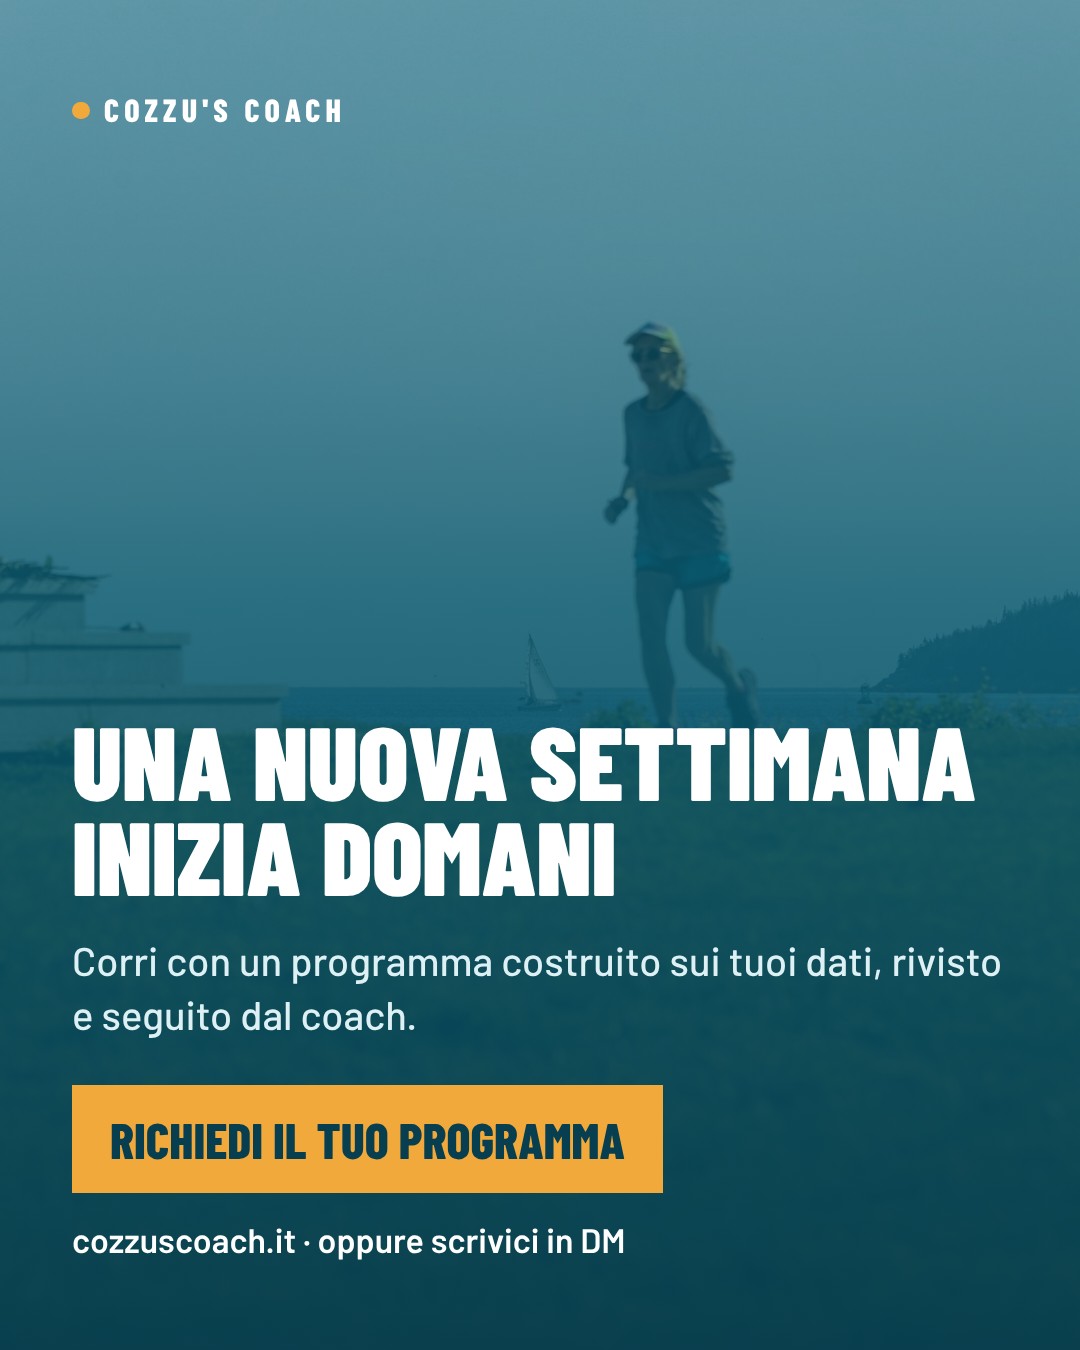 COZZU'S COACH
UNA NUOVA SETTIMANA
INIZIA DOMANI
Corri con un programma costruito sui tuoi dati, rivisto
e seguito dal coach.
RICHIEDI IL TUO PROGRAMMA
cozzuscoach.it · oppure scrivici in DM